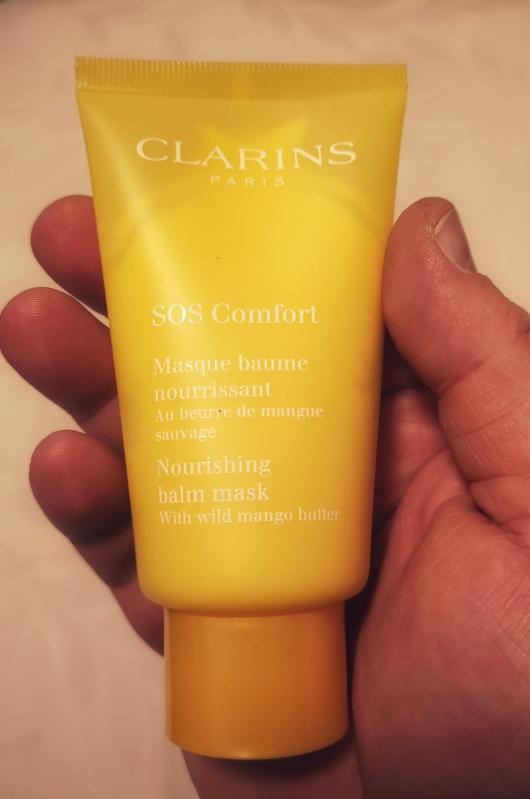 CLARINS
PARIS
SOS Comfort
Masque baume
nourrissant
Au beurre de mangue
sauvage
Nourishing
balm mask
With wild mango butter